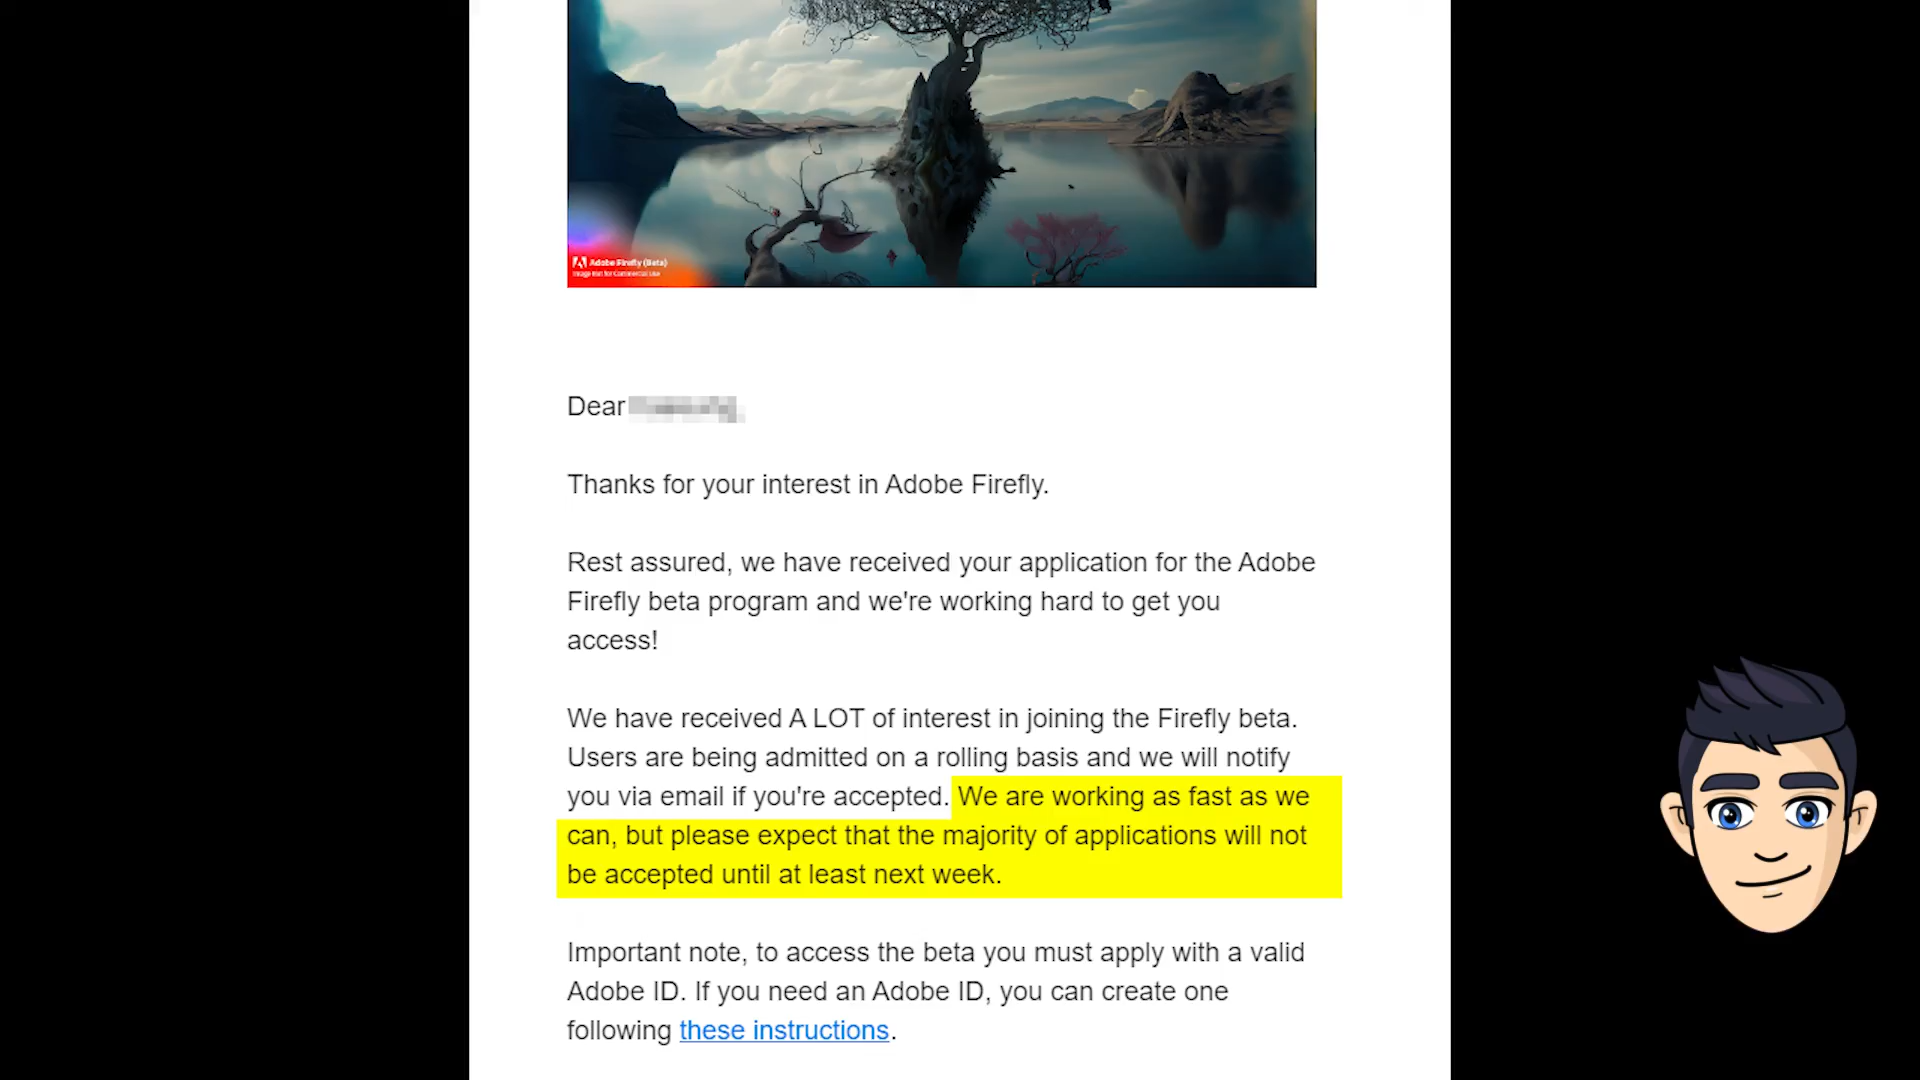 Adobe Firefly (Beta)
Image Not for Commercial Use
Dear
Thanks for your interest in Adobe Firefly.
Rest assured, we have received your application for the Adobe
Firefly beta program and we're working hard to get you
access!
We have received A LOT of interest in joining the Firefly beta.
Users are being admitted on a rolling basis and we will notify
you via email if you're accepted. We are working as fast as we
can, but please expect that the majority of applications will not
be accepted until at least next week.
Important note, to access the beta you must apply with a valid
Adobe ID. If you need an Adobe ID, you can create one
following these instructions.